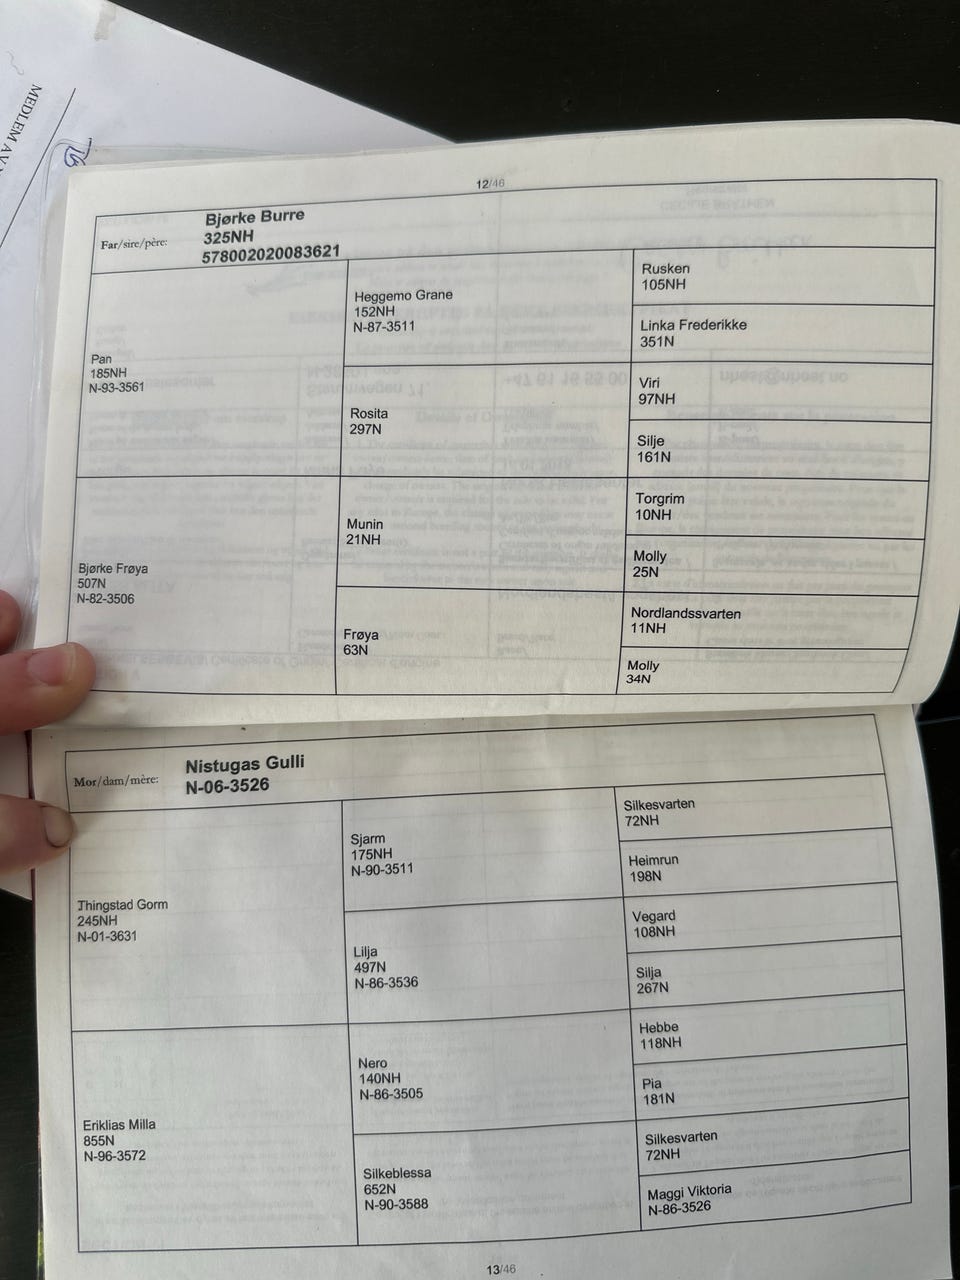 MEDLEM AV
12/46
Far/sire/père:
Bjørke Burre
325NH
578002020083621
Pan
185NH
N-93-3561
Heggemo Grane
152NH
N-87-3511
Rusken
105NH
Linka Frederikke
351N
Rosita
297N
Viri
97NH
Silje
161N
Bjørke Frøya
507N
N-82-3506
Munin
21NH
Torgrim
10NH
Molly
25N
Frøya
63N
Nordlandssvarten
11NH
Molly
34N
Mor/dam/mère:
Nistugas Gulli
N-06-3526
Thingstad Gorm
245NH
N-01-3631
Sjarm
175NH
N-90-3511
Silkesvarten
72NH
Heimrun
198N
Lilja
497N
N-86-3536
Vegard
108NH
Silja
267N
Eriklias Milla
855N
N-96-3572
Nero
140NH
N-86-3505
Hebbe
118NH
Pia
181N
Silkeblessa
652N
N-90-3588
Silkesvarten
72NH
Maggi Viktoria
N-86-3526
13/46